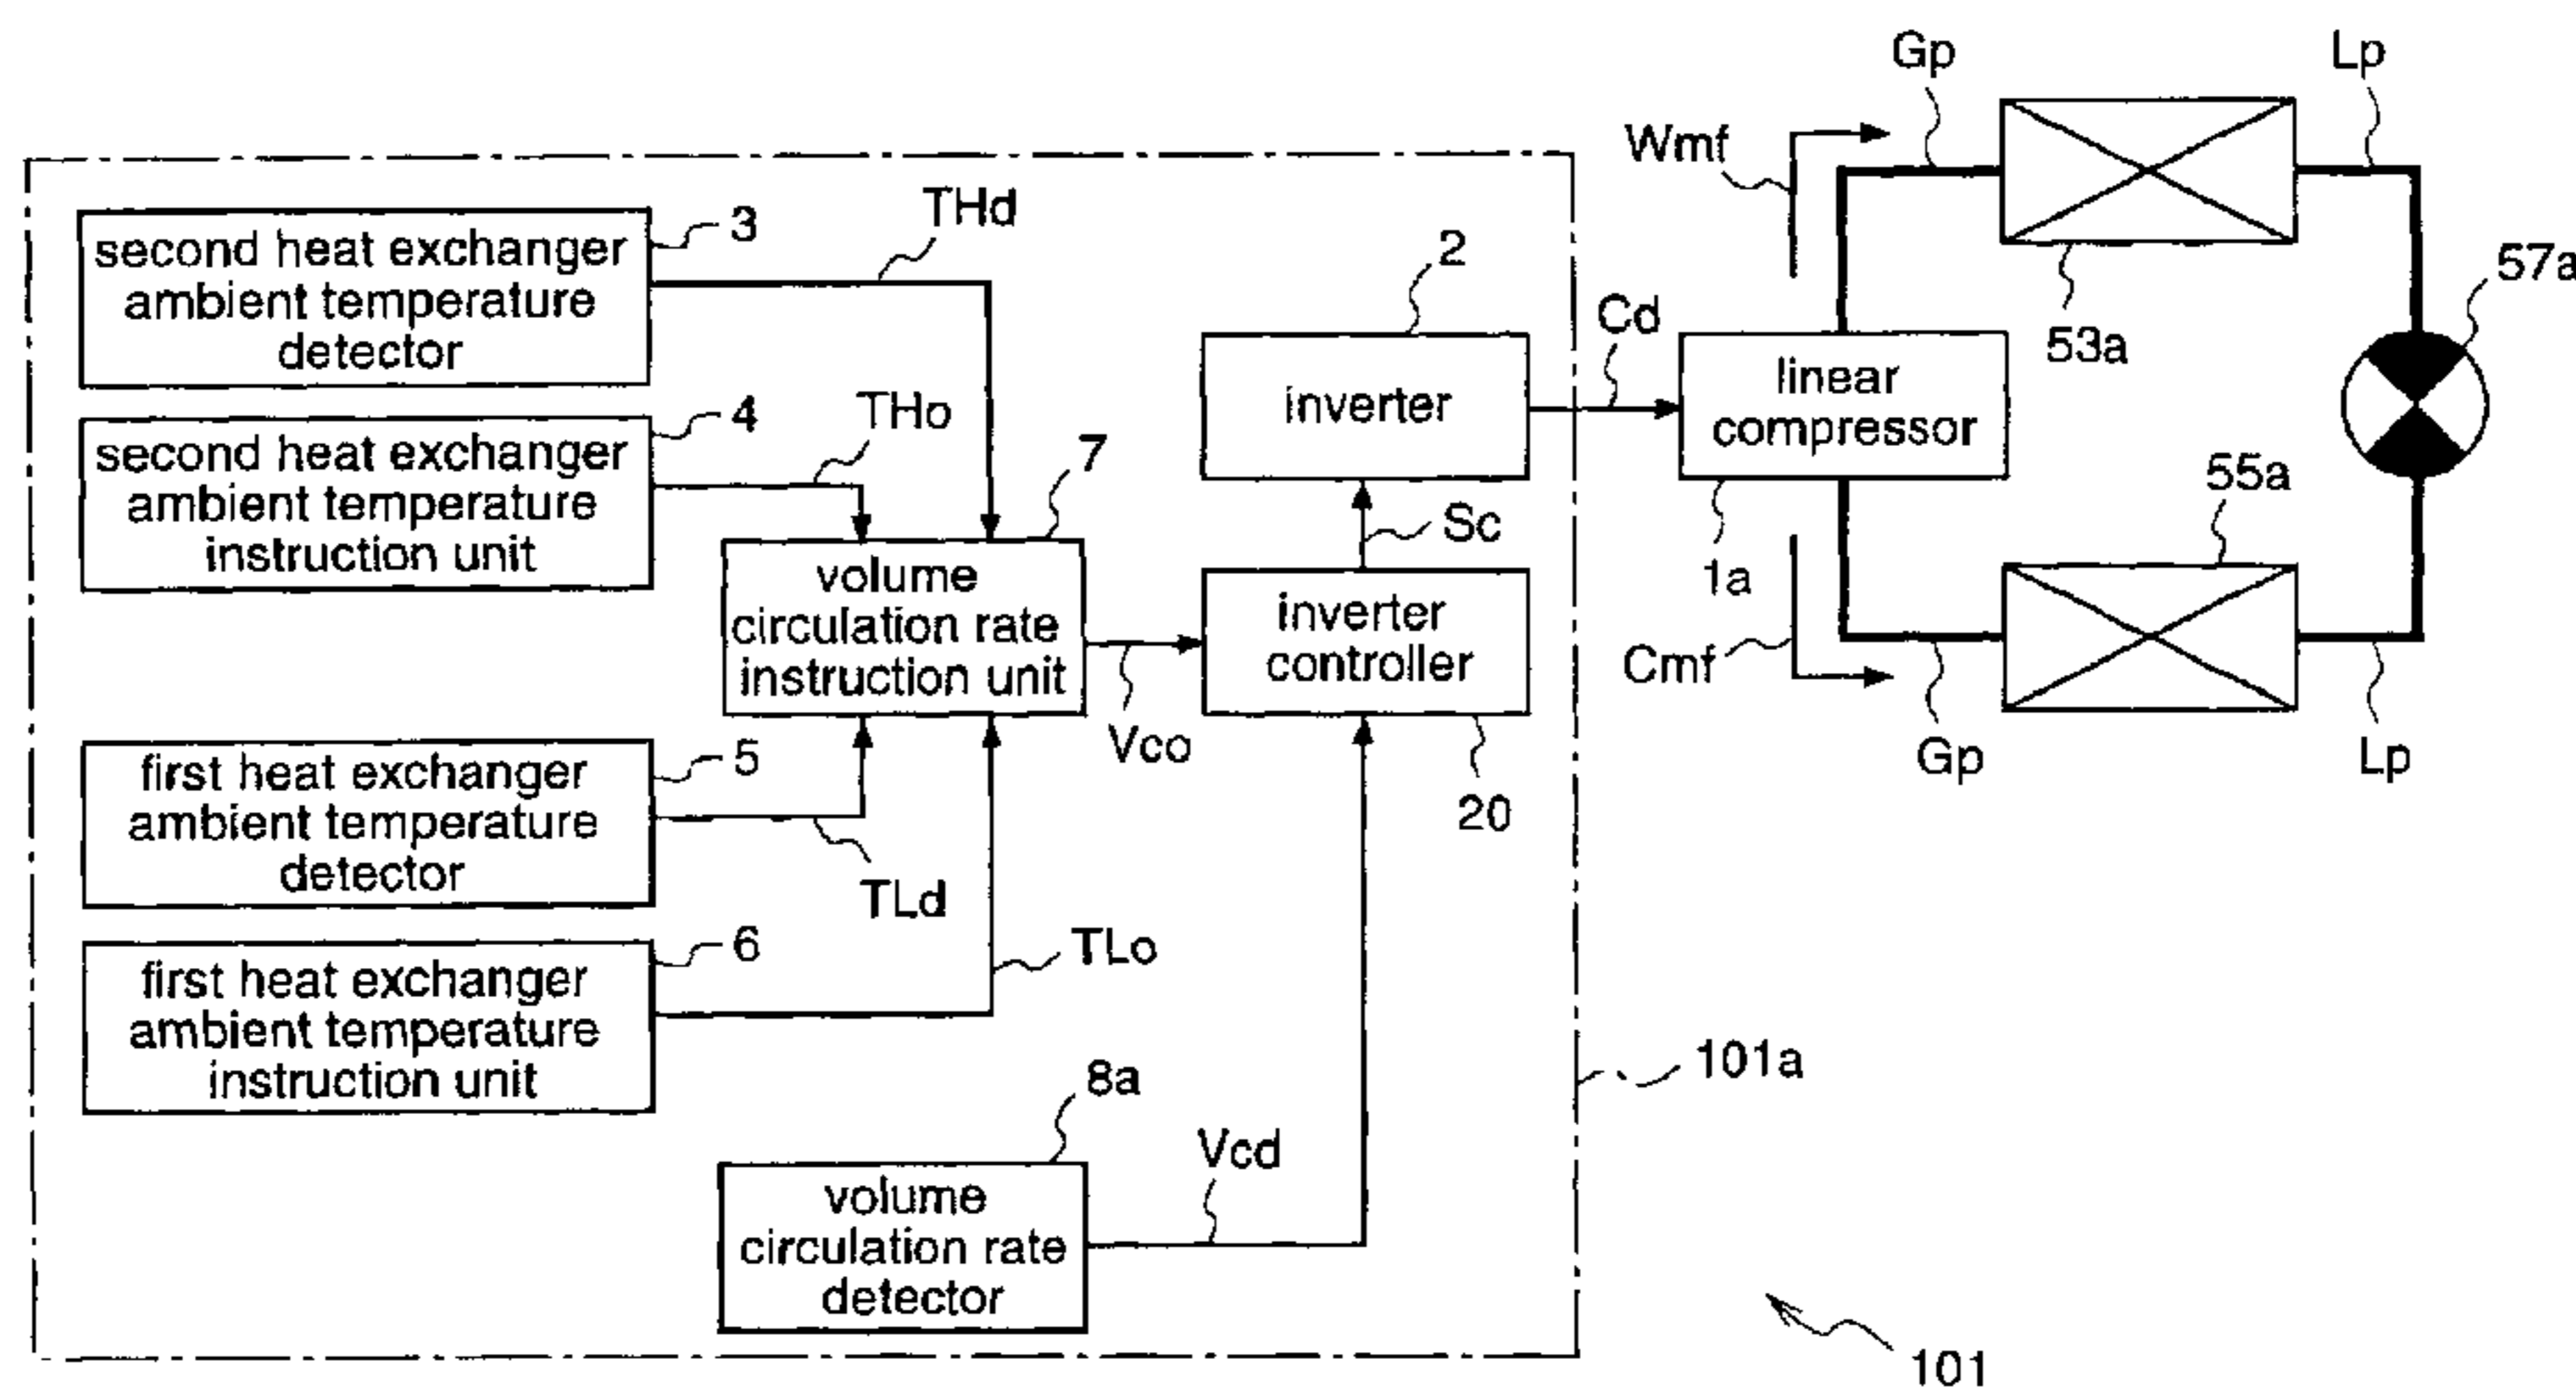 Gp
Lp
Wmf
THd
3
second heat exchanger
ambient temperature
detector
2
57a
53a
Cd
inverter
linear
compressor
4
THo
second heat exchanger
ambient temperature
instruction unit
7
Sc
1a
55a
volume
circulation rate
instruction unit
inverter
controller
Cmf
Vco
Gp
Lp
20
5
first heat exchanger
ambient temperature
detector
TLd
6
TLo
first heat exchanger
ambient temperature
instruction unit
101a
8a
Vcd
volume
circulation rate
detector
101